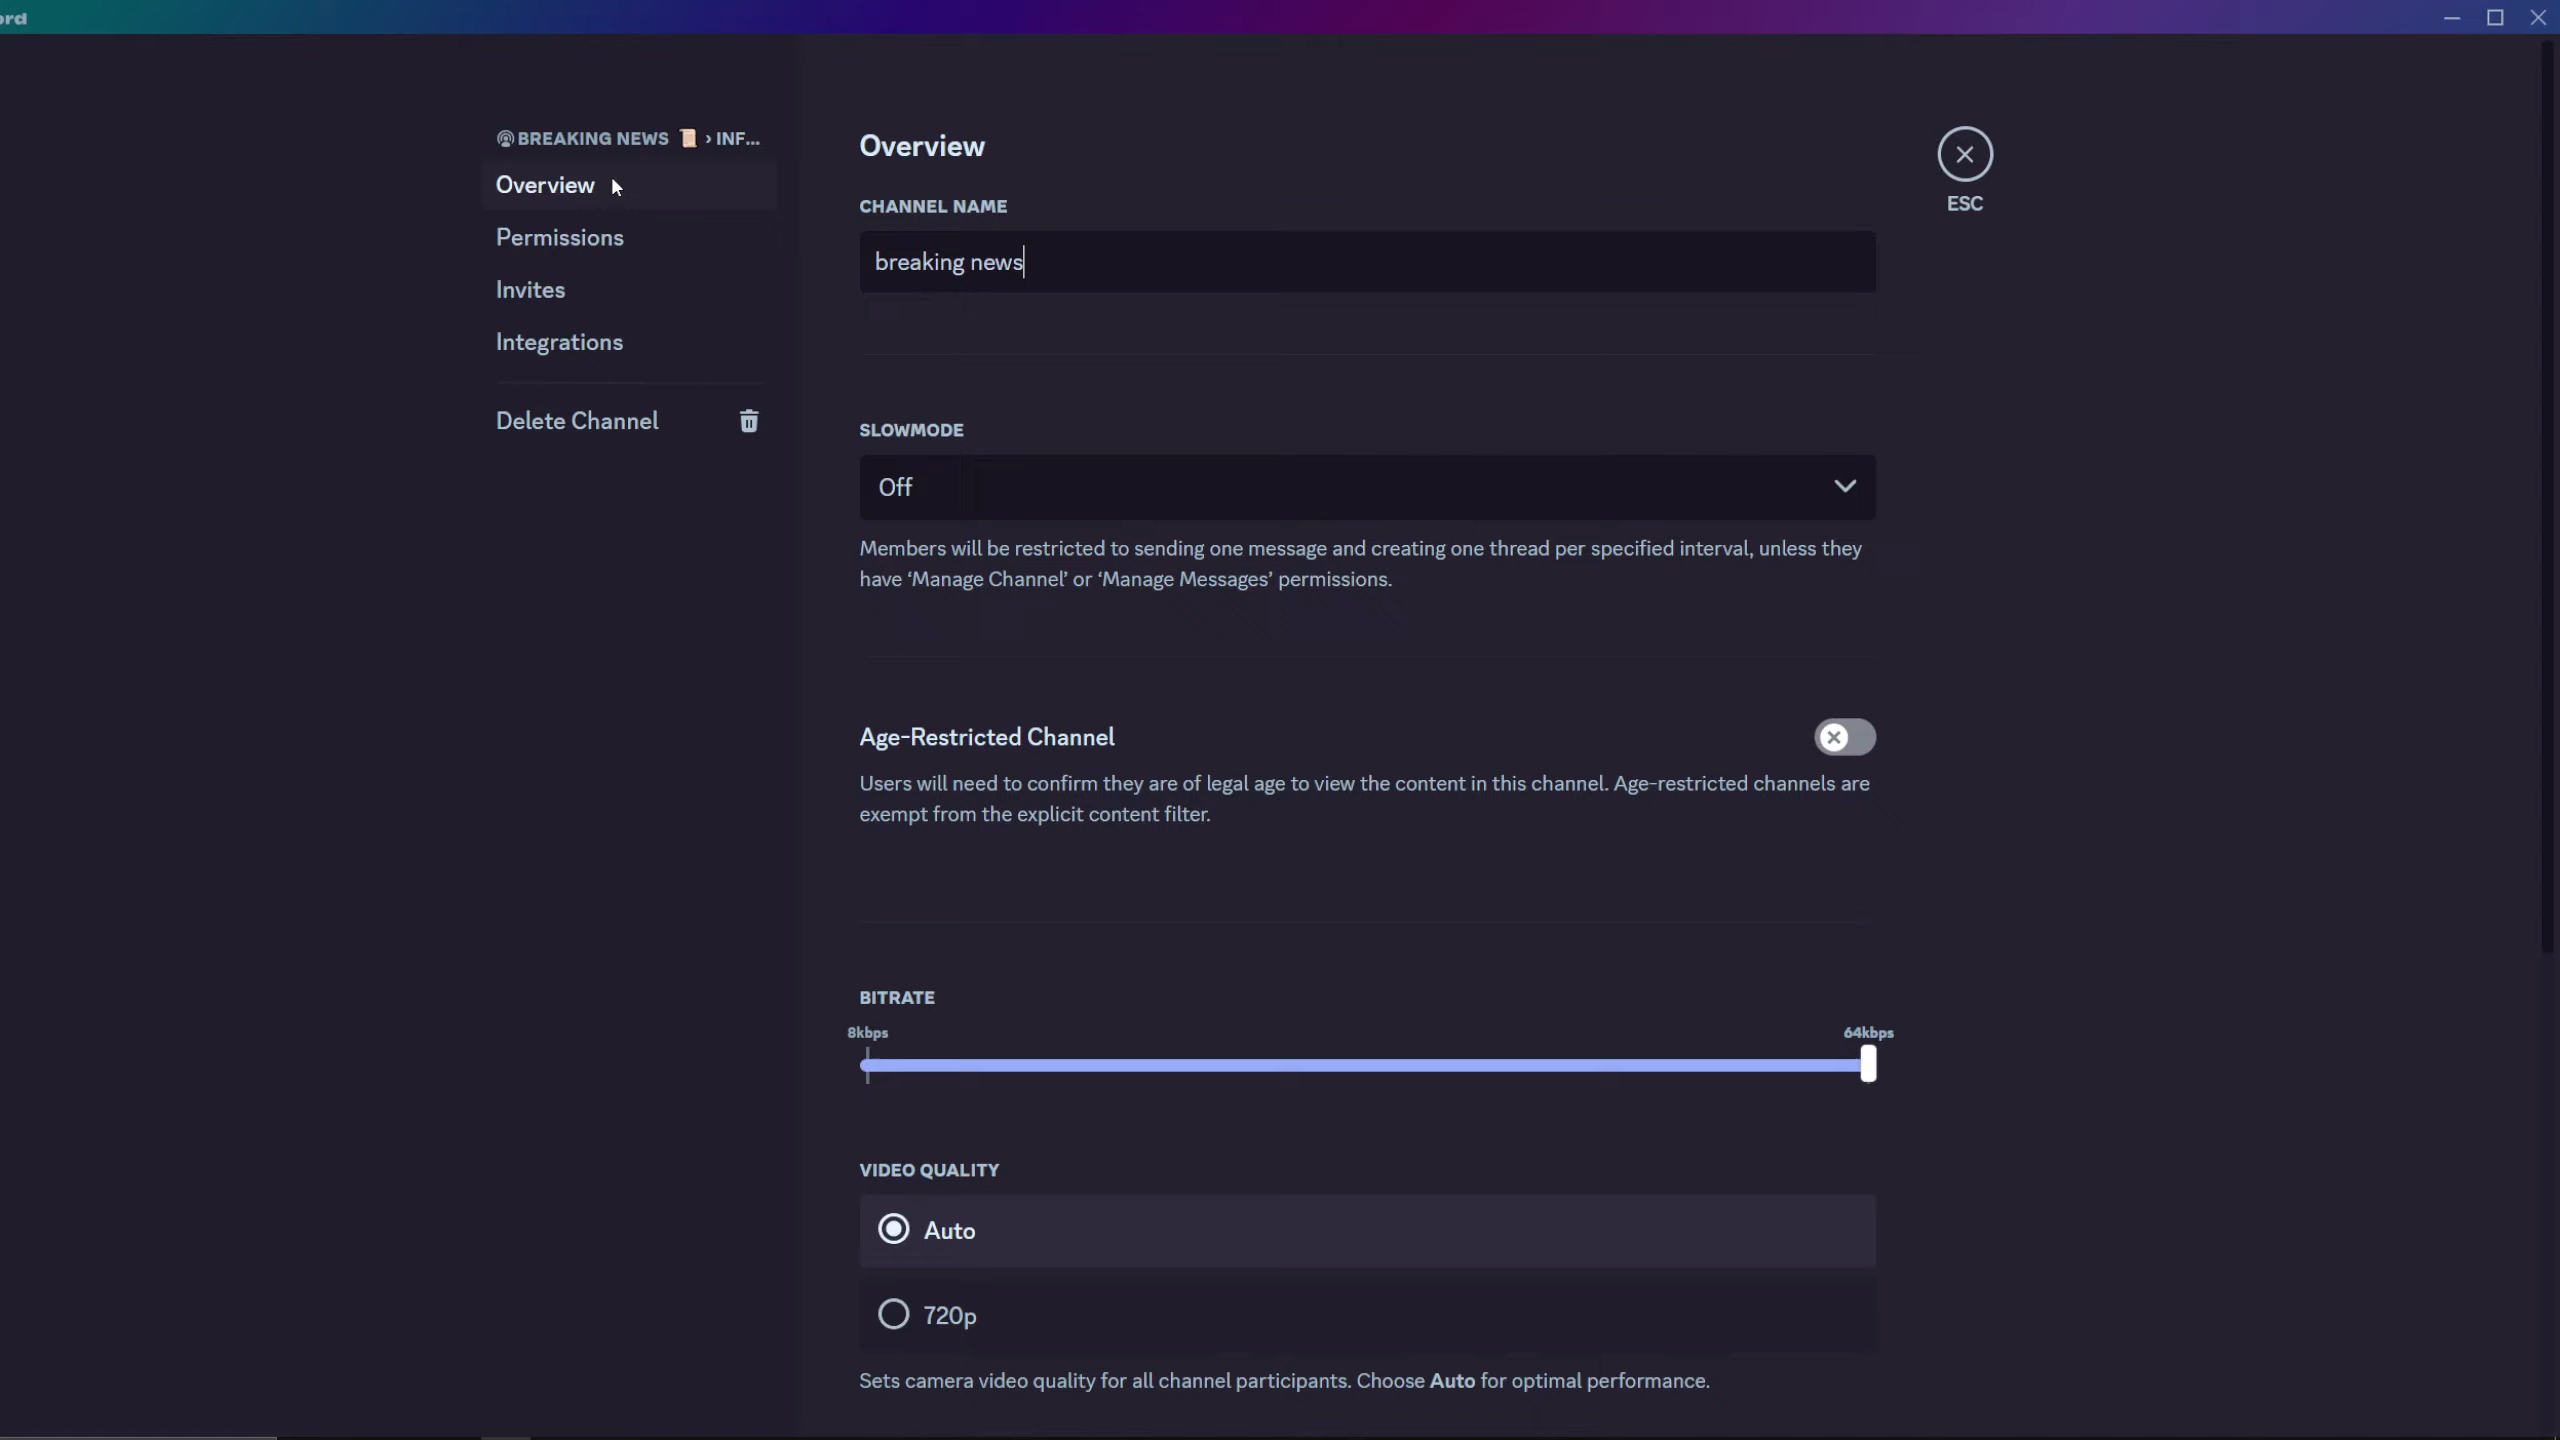 ord
BREAKING NEWS 📜 › INF...
Overview
Permissions
Invites
Integrations
Delete Channel
Overview
CHANNEL NAME
breaking news
ESC
SLOWMODE
Off
Members will be restricted to sending one message and creating one thread per specified interval, unless they
have ‘Manage Channel’ or ‘Manage Messages’ permissions.
Age-Restricted Channel
Users will need to confirm they are of legal age to view the content in this channel. Age-restricted channels are
exempt from the explicit content filter.
BITRATE
8kbps 64kbps
VIDEO QUALITY
Auto
720p
Sets camera video quality for all channel participants. Choose Auto for optimal performance.